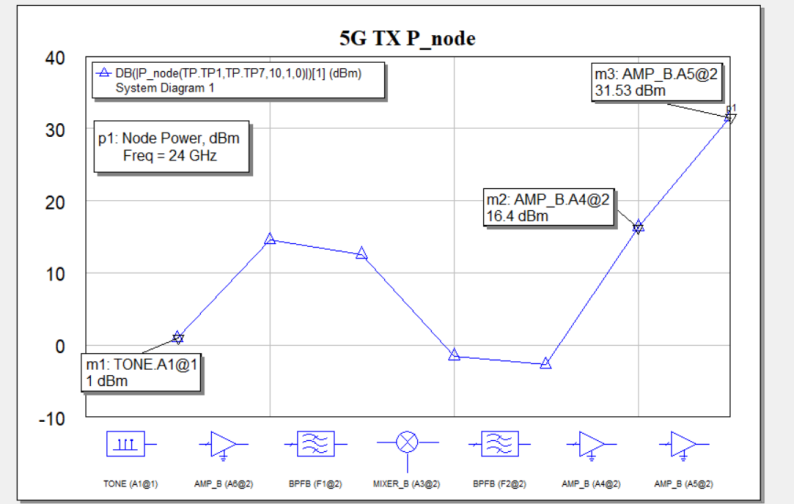 5G TX P_node
40
30
20
10
0
-10
DB(|P_node(TP.TP1,TP.TP7,10,1,0)|)[1] (dBm)
System Diagram 1
p1: Node Power, dBm
Freq = 24 GHz
m3: AMP_B.A5@2
31.53 dBm
p1
m2: AMP_B.A4@2
16.4 dBm
m1: TONE.A1@1
1 dBm
TONE (A1@1)
AMP_B (A6@2)
BPFB (F1@2)
MIXER_B (A3@2)
BPFB (F2@2)
AMP_B (A4@2)
AMP_B (A5@2)